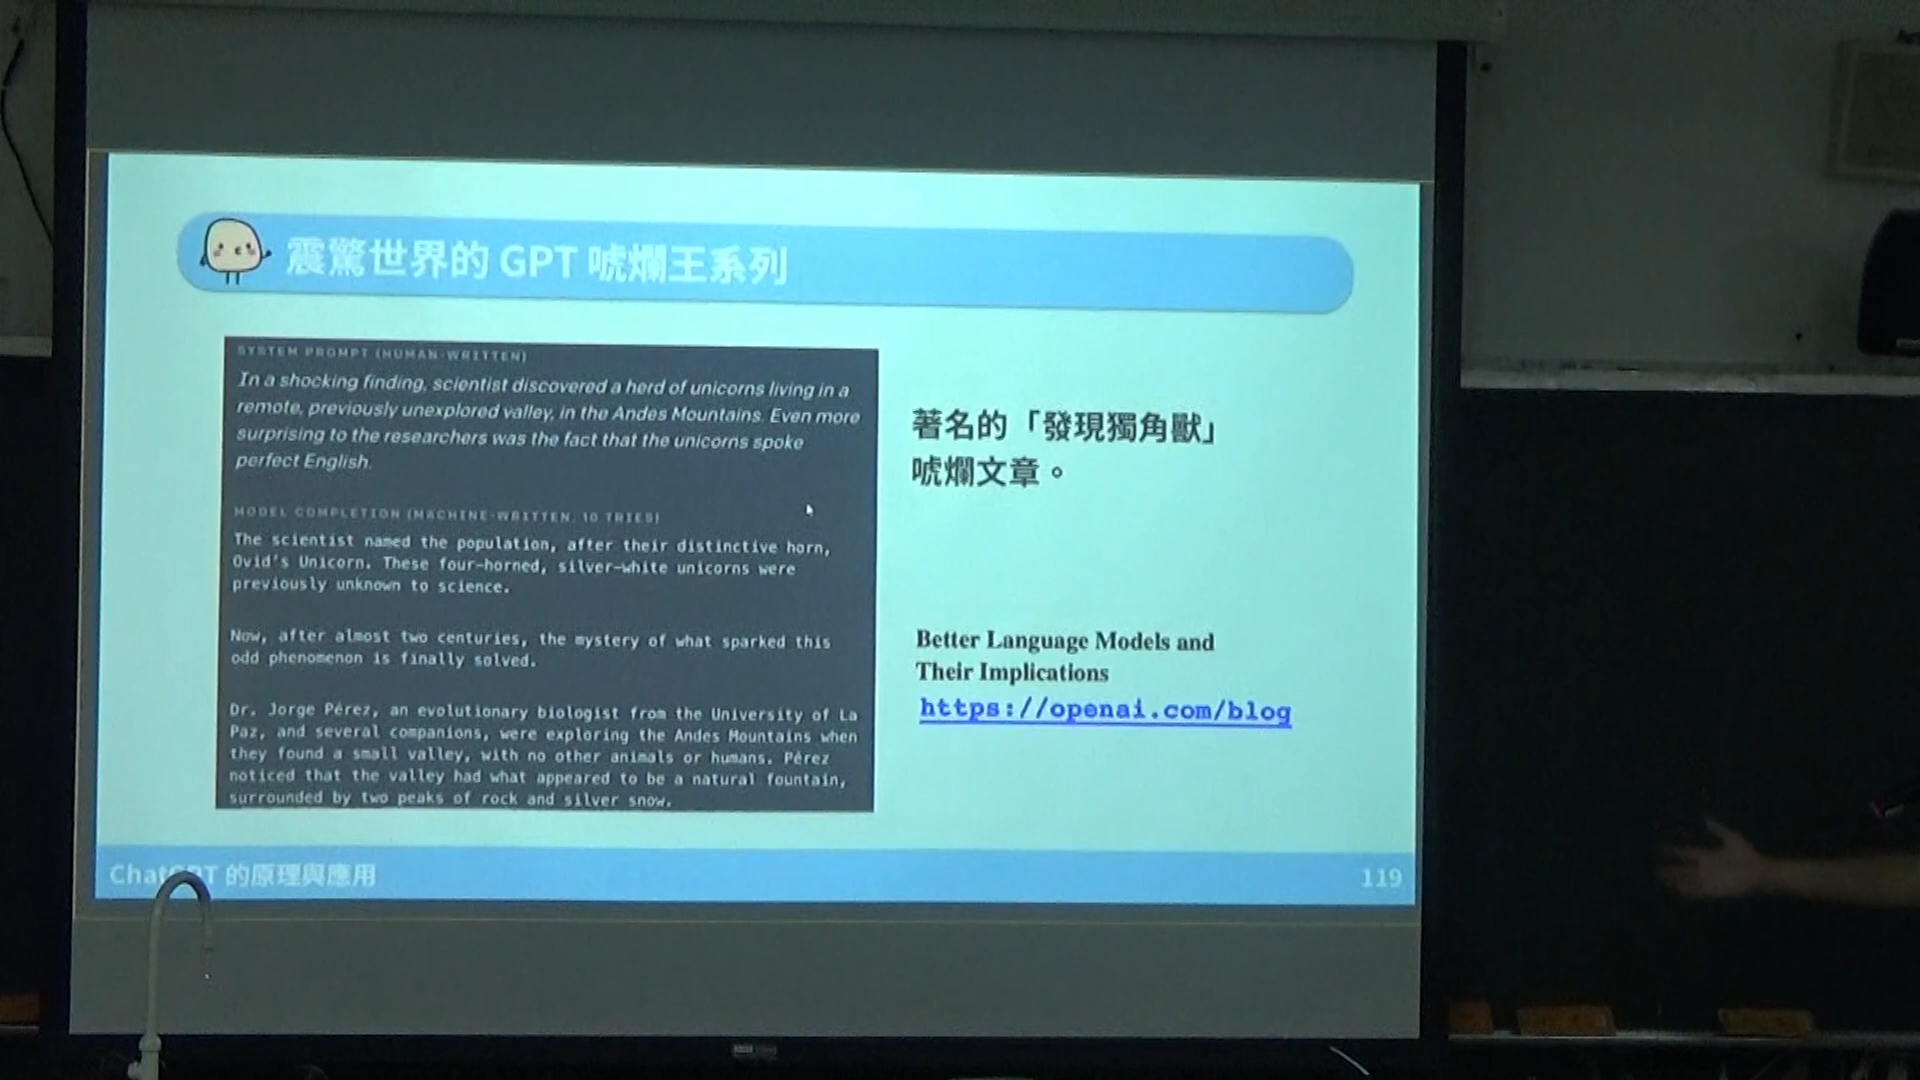 震驚世界的 GPT 唬爛王系列
SYSTEM PROMPT (HUMAN-WRITTEN)
In a shocking finding, scientist discovered a herd of unicorns living in a
remote, previously unexplored valley, in the Andes Mountains. Even more
surprising to the researchers was the fact that the unicorns spoke
perfect English.
MODEL COMPLETION (MACHINE-WRITTEN, 10 TRIES)
The scientist named the population, after their distinctive horn,
Ovid's Unicorn. These four-horned, silver-white unicorns were
previously unknown to science.
Now, after almost two centuries, the mystery of what sparked this
odd phenomenon is finally solved.
Dr. Jorge Pérez, an evolutionary biologist from the University of La
Paz, and several companions, were exploring the Andes Mountains when
they found a small valley, with no other animals or humans. Pérez
noticed that the valley had what appeared to be a natural fountain,
surrounded by two peaks of rock and silver snow.
著名的「發現獨角獸」
唬爛文章。
Better Language Models and
Their Implications
https://openai.com/blog
ChatGPT 的原理與應用
119